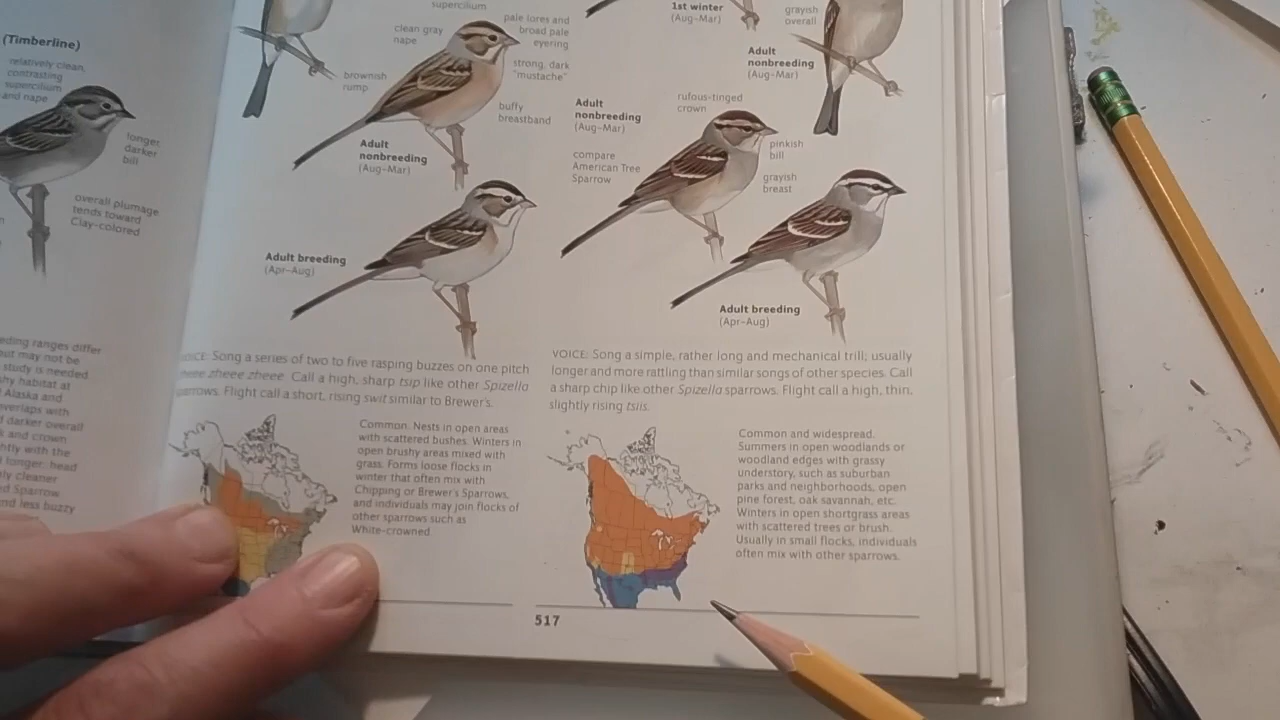 (Timberline)
relatively clean,
contrasting
supercilium
and nape
longer,
darker
bill
overall plumage
tends toward
Clay-colored
eding ranges differ
but may not be
study is needed
habitat at
Alaska and
overlaps with
darker overall
and crown
with the
longer, head
cleaner
Sparrow
and less buzzy
supercilium
clean gray
nape
pale lores and
broad pale
eyering
strong, dark
"mustache"
brownish
rump
buffy
breastband
Adult
nonbreeding
(Aug–Mar)
Adult breeding
(Apr–Aug)
VOICE: Song a series of two to five rasping buzzes on one pitch
zheee zheee. Call a high, sharp tsip like other Spizella
sparrows. Flight call a short, rising swit similar to Brewer's.
Common. Nests in open areas
with scattered bushes. Winters in
open brushy areas mixed with
grass. Forms loose flocks in
winter that often mix with
Chipping or Brewer's Sparrows,
and individuals may join flocks of
other sparrows such as
White-crowned.
1st winter
(Aug–Mar)
grayish
overall
Adult
nonbreeding
(Aug–Mar)
Adult
nonbreeding
(Aug–Mar)
rufous-tinged
crown
compare
American Tree
Sparrow
pinkish
bill
grayish
breast
Adult breeding
(Apr–Aug)
VOICE: Song a simple, rather long and mechanical trill; usually
longer and more rattling than similar songs of other species. Call
a sharp chip like other Spizella sparrows. Flight call a high, thin,
slightly rising tsiis.
Common and widespread.
Summers in open woodlands or
woodland edges with grassy
understory, such as suburban
parks and neighborhoods, open
pine forest, oak savannah, etc.
Winters in open shortgrass areas
with scattered trees or brush.
Usually in small flocks, individuals
often mix with other sparrows.
517